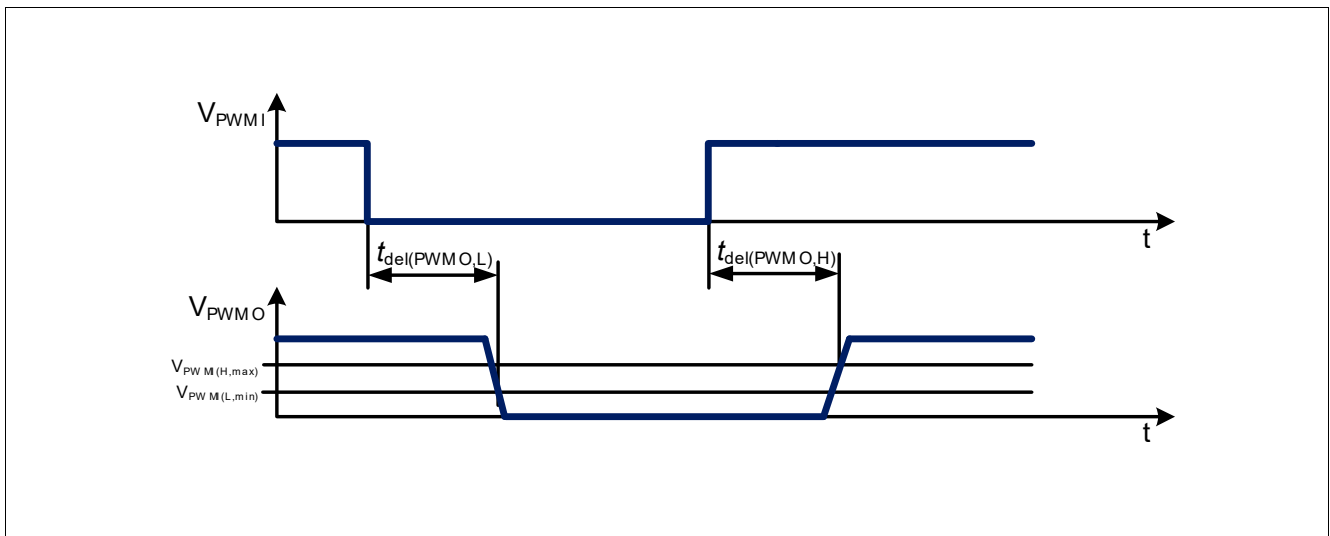 VPWMI
t
tdel(PWMO,L)
tdel(PWMO,H)
VPWMO
VPWMI(H,max)
VPWMI(L,min)
t